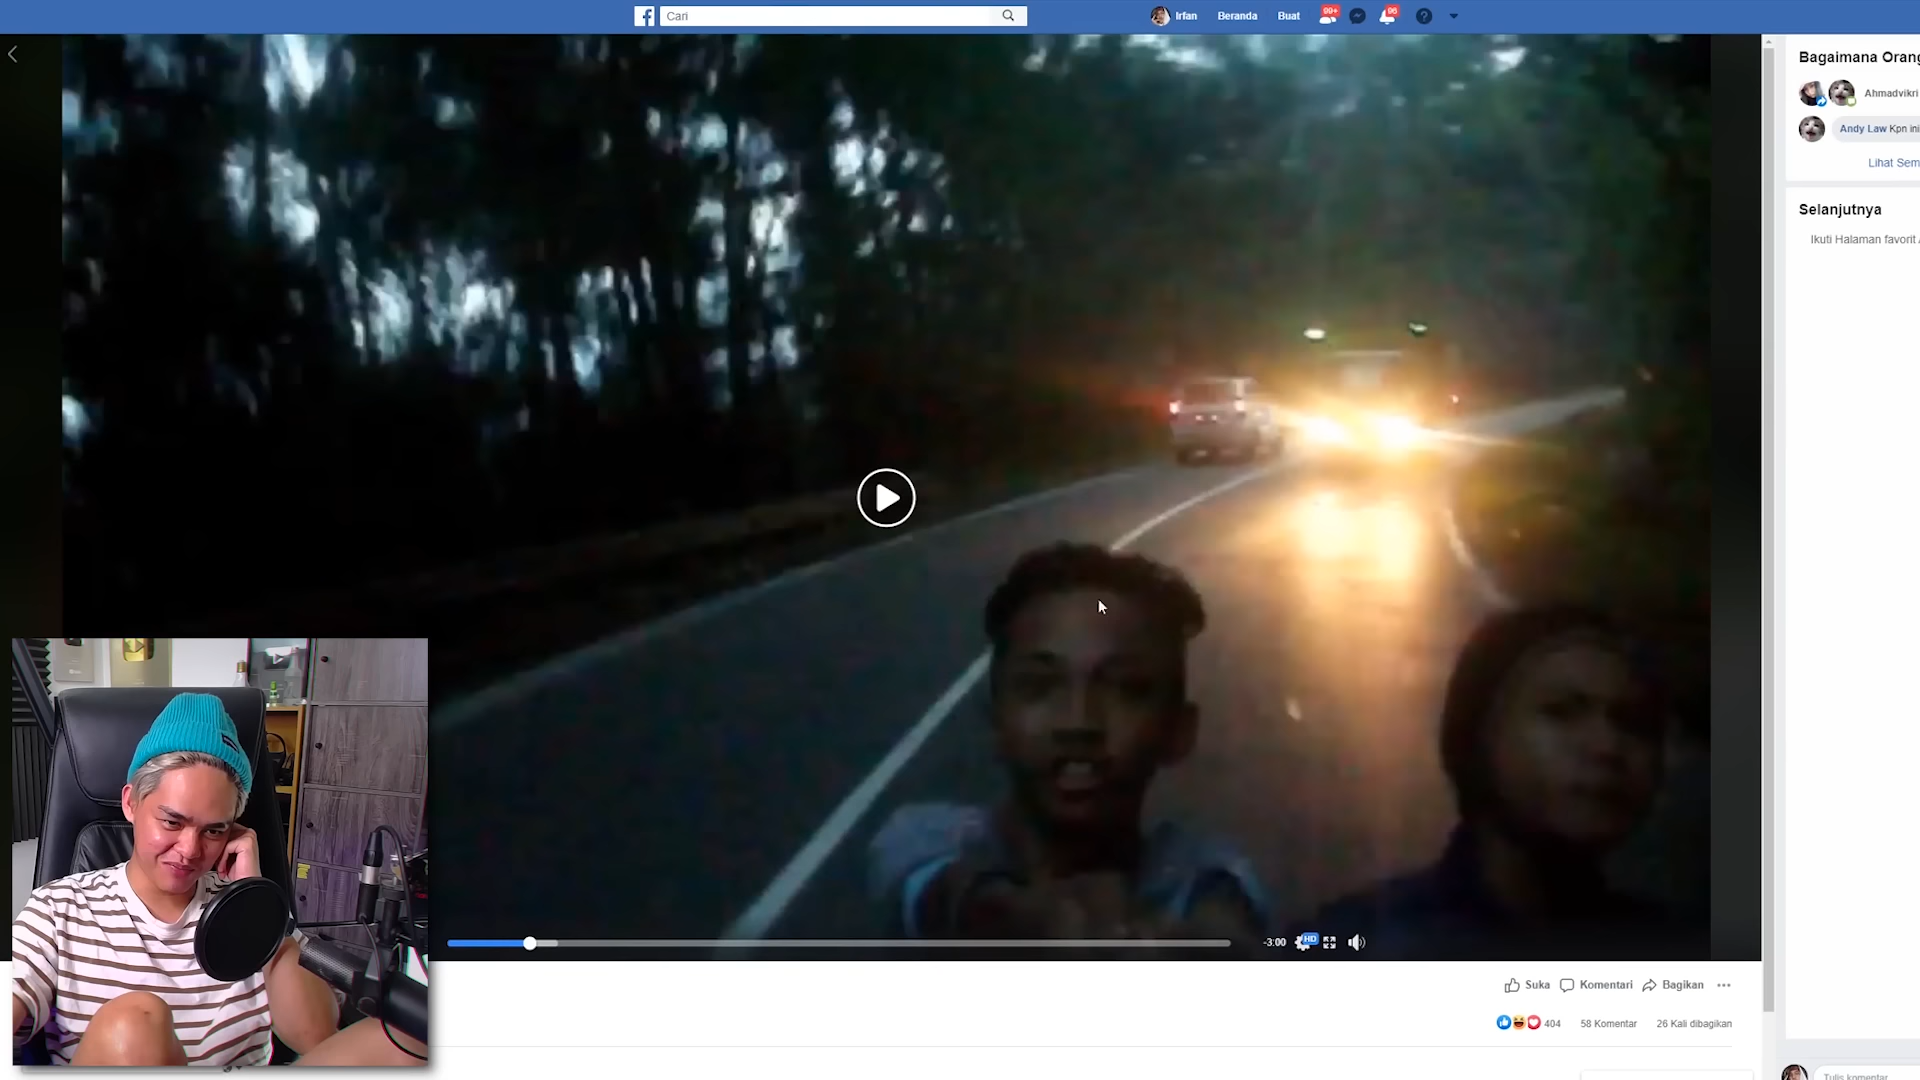 Cari
Irfan
Beranda
Buat
99+
96
Bagaimana Orang
Ahmadvikri
Andy Law Kpn ini
Lihat Sem
Selanjutnya
Ikuti Halaman favorit
-3:00
HD
Suka
Komentari
Bagikan
404
58 Komentar
26 Kali dibagikan
Tulis komentar